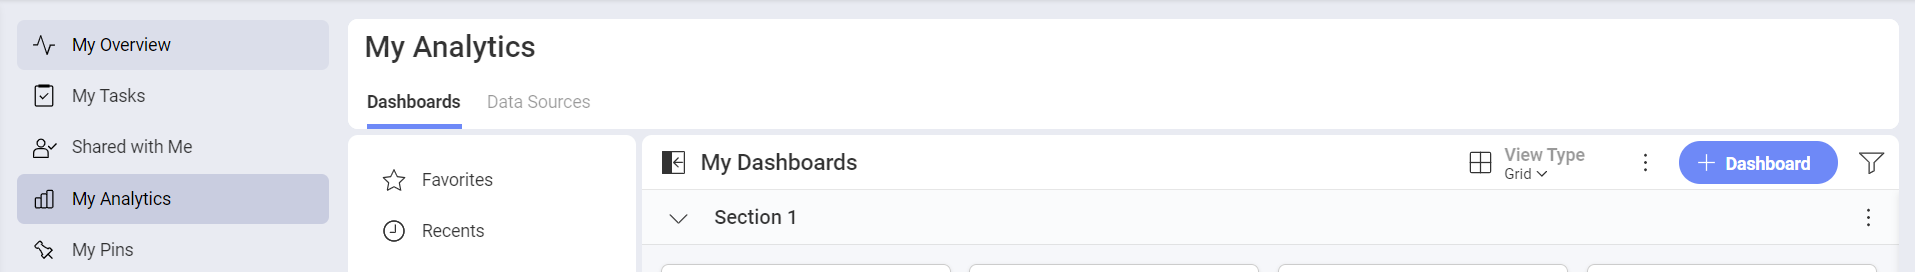 My Overview
My Tasks
Shared with Me
My Analytics
My Pins
My Analytics
Dashboards
Data Sources
Favorites
Recents
My Dashboards
View Type
Grid
Dashboard
Section 1